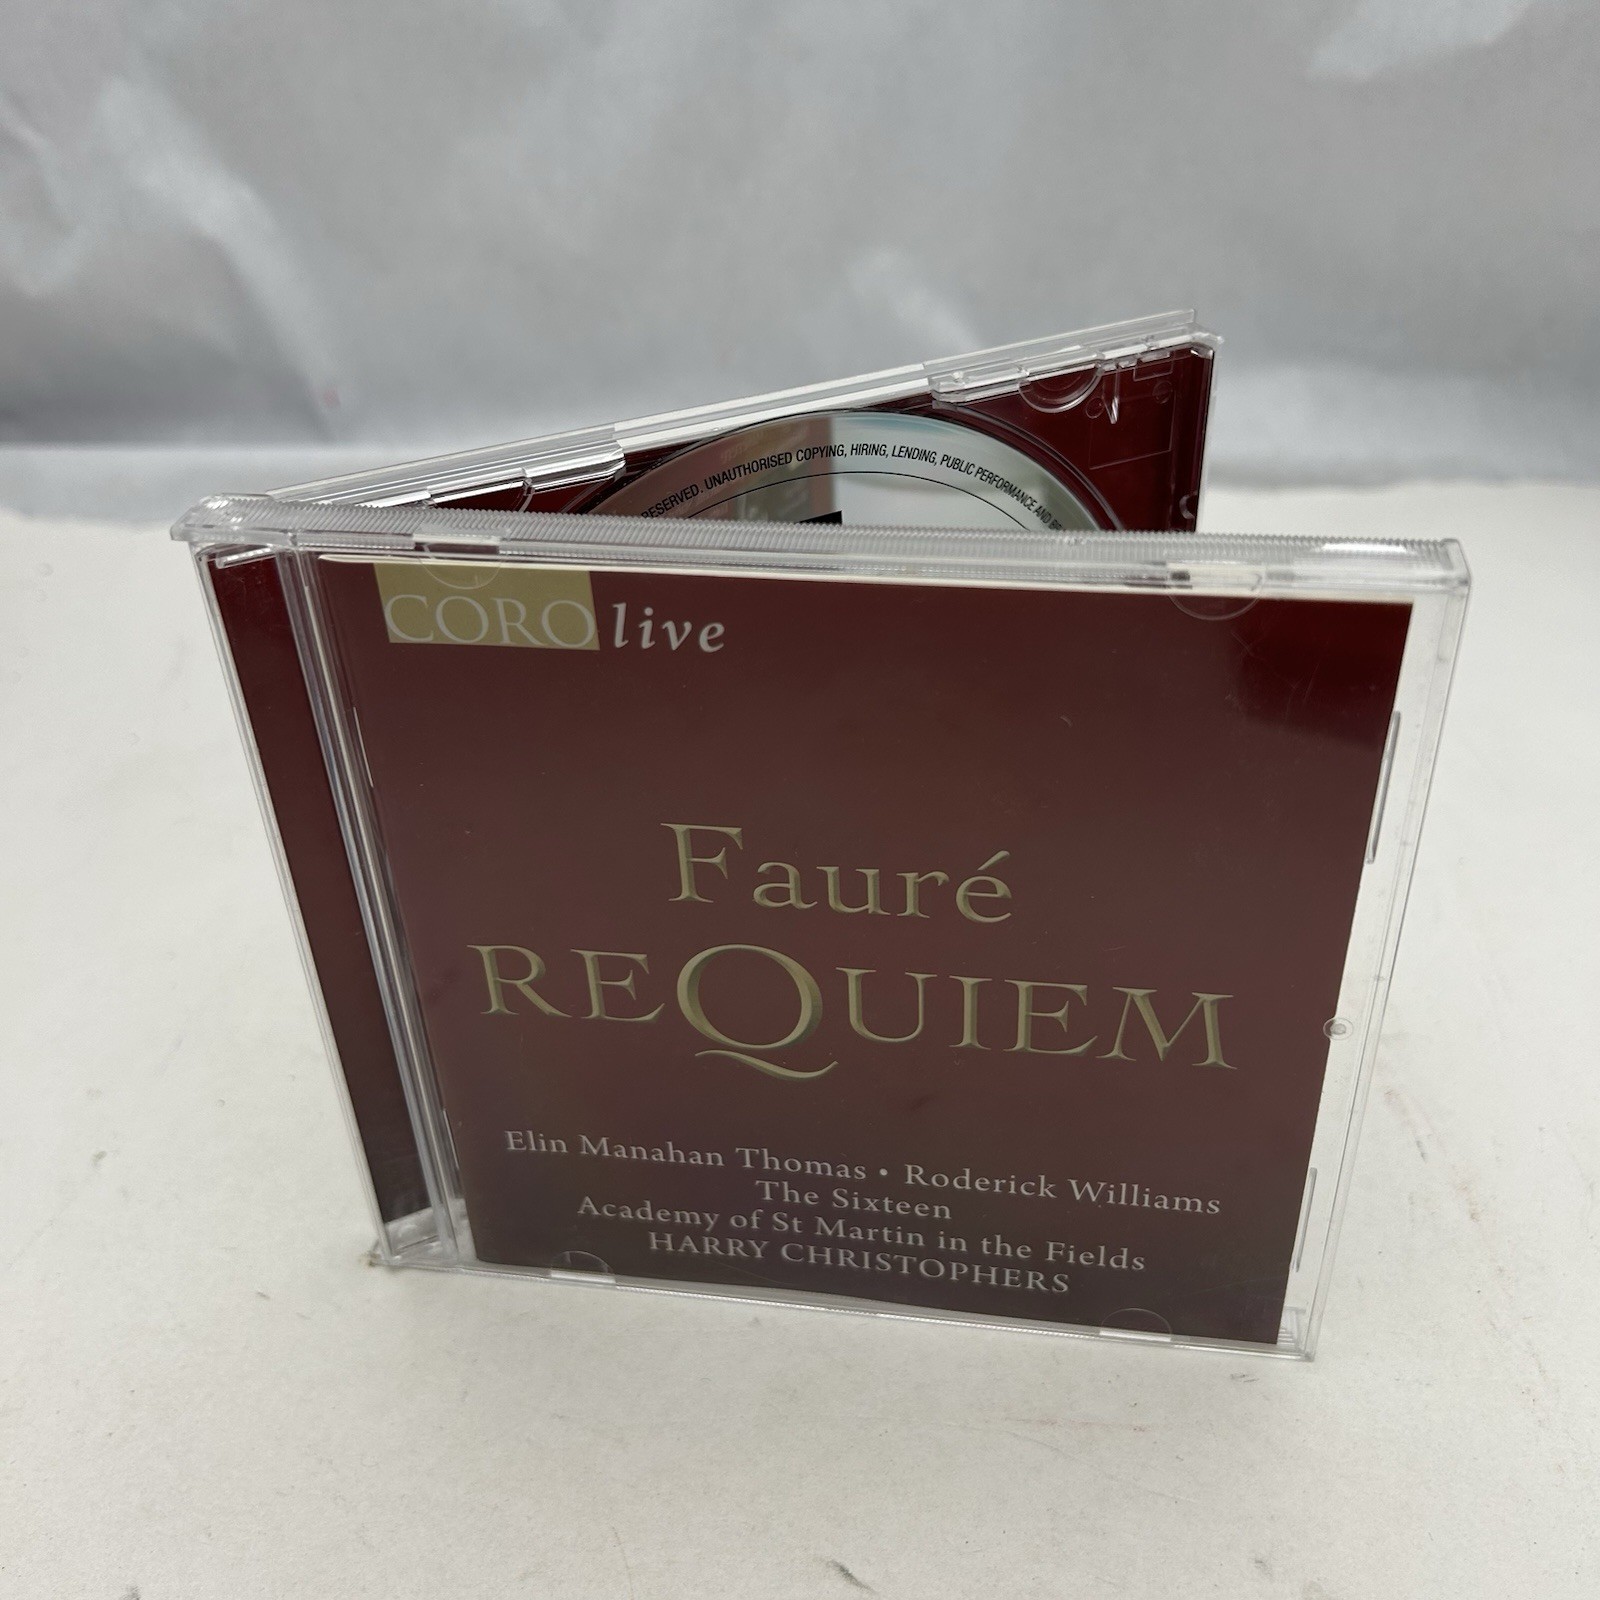 RESERVED. UNAUTHORISED COPYING, HIRING, LENDING, PUBLIC PERFORMANCE AND
CORO live
Fauré
REQUIEM
Elin Manahan Thomas • Roderick Williams
The Sixteen
Academy of St Martin in the Fields
HARRY CHRISTOPHERS